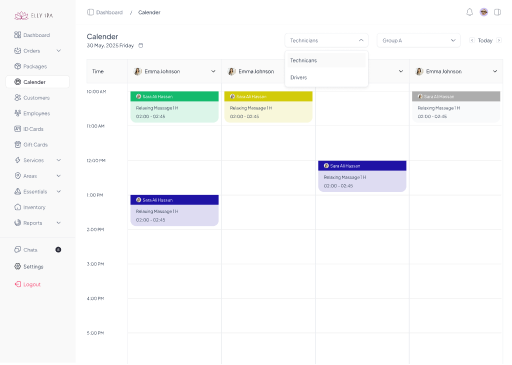 ELLY SPA
Dashboard / Calender
Dashboard
Orders
Packages
Calender
Customers
Employees
ID Cards
Gift Cards
Services
Areas
Essentials
Inventory
Reports
Chats
Settings
Logout
Calender
30 May, 2025 Friday
Technicians
Group A
Today
Technicians
Drivers
Time
Emma Johnson
Emma Johnson
Emma Johnson
10:00 AM
11:00 AM
12:00 PM
1:00 PM
2:00 PM
3:00 PM
4:00 PM
5:00 PM
Sara Ali Hassan
Relaxing Massage 1 H
02:00 - 02:45
Sara Ali Hassan
Relaxing Massage 1 H
02:00 - 02:45
Sara Ali Hassan
Relaxing Massage 1 H
02:00 - 02:45
Sara Ali Hassan
Relaxing Massage 1 H
02:00 - 02:45
Sara Ali Hassan
Relaxing Massage 1 H
02:00 - 02:45